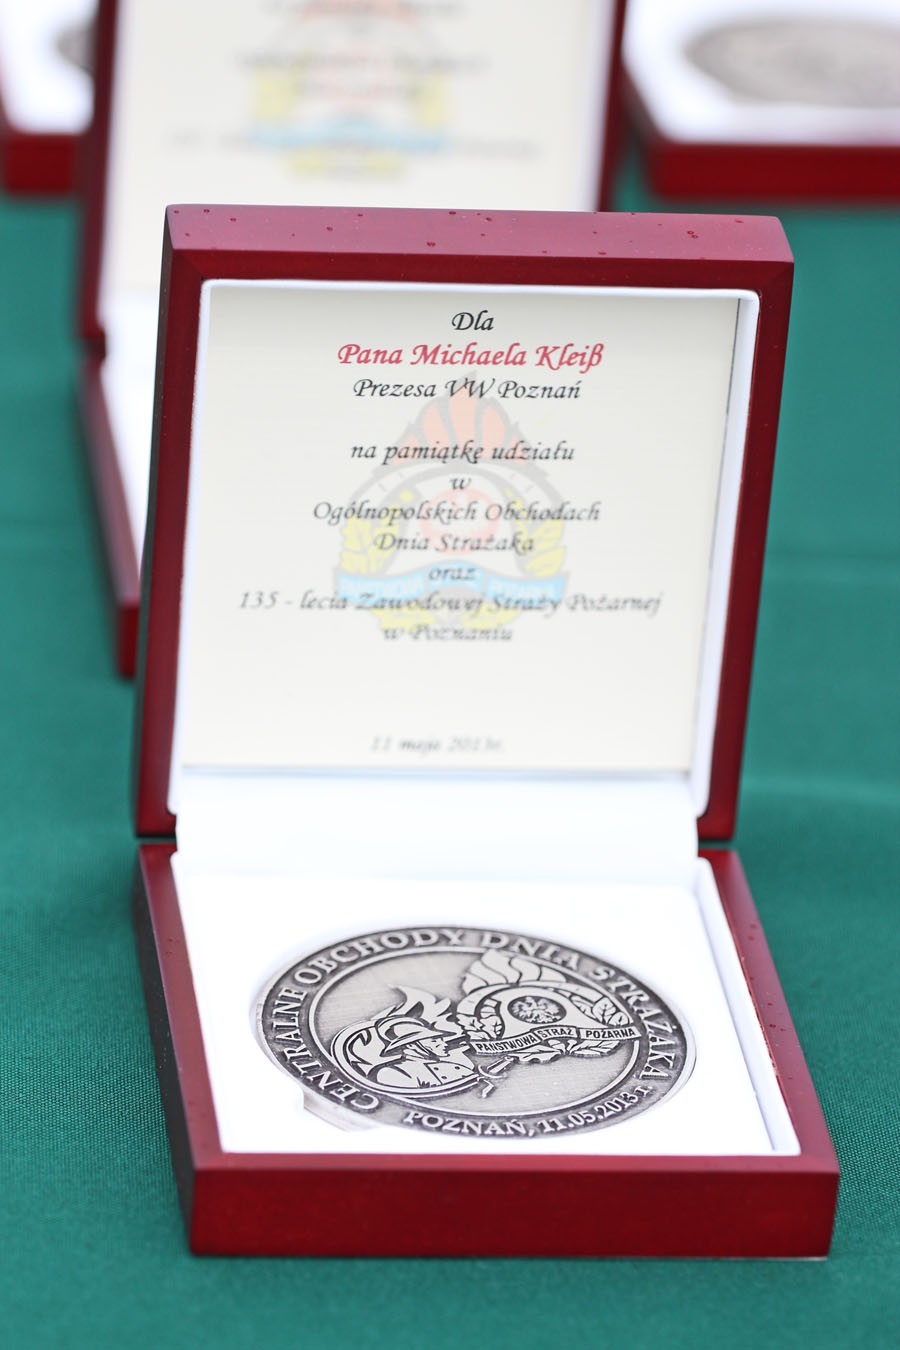 Dla
Pana Michaela Kleiß
Prezesa VW Poznań
na pamiątkę udziału
w
Ogólnopolskich Obchodach
Dnia Strażaka
oraz
135 - lecia Zawodowej Straży Pożarnej
w Poznaniu
11 maja 2013r.
CENTRALNE OBCHODY DNIA STRAŻAKA
PAŃSTWOWA STRAŻ POŻARNA
POZNAŃ, 11.05.2013 r.